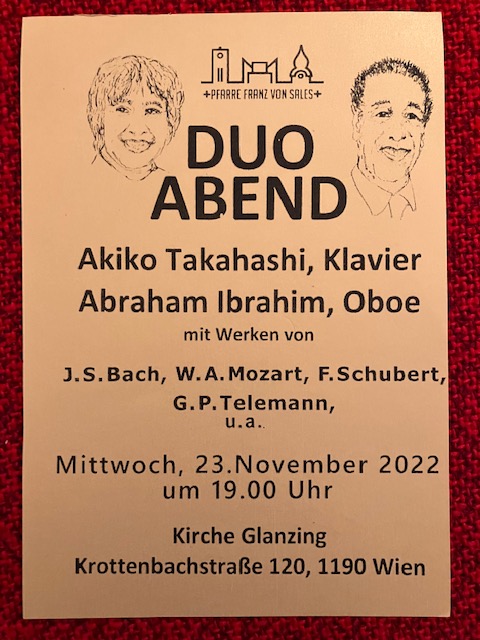 +PFARRE FRANZ VON SALES+
DUO
ABEND
Akiko Takahashi, Klavier
Abraham Ibrahim, Oboe
mit Werken von
J.S.Bach, W.A.Mozart, F.Schubert,
G.P.Telemann,
u.a.
Mittwoch, 23.November 2022
um 19.00 Uhr
Kirche Glanzing
Krottenbachstraße 120, 1190 Wien